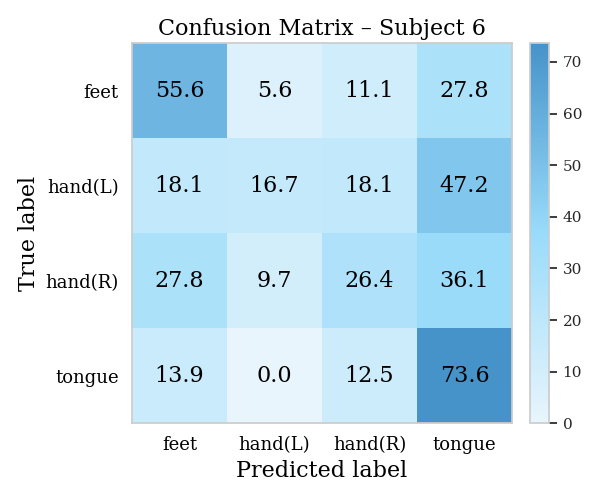 Confusion Matrix – Subject 6
feet 55.6 5.6 11.1 27.8
hand(L) 18.1 16.7 18.1 47.2
hand(R) 27.8 9.7 26.4 36.1
tongue 13.9 0.0 12.5 73.6
feet hand(L) hand(R) tongue
Predicted label
True label
70
60
50
40
30
20
10
0